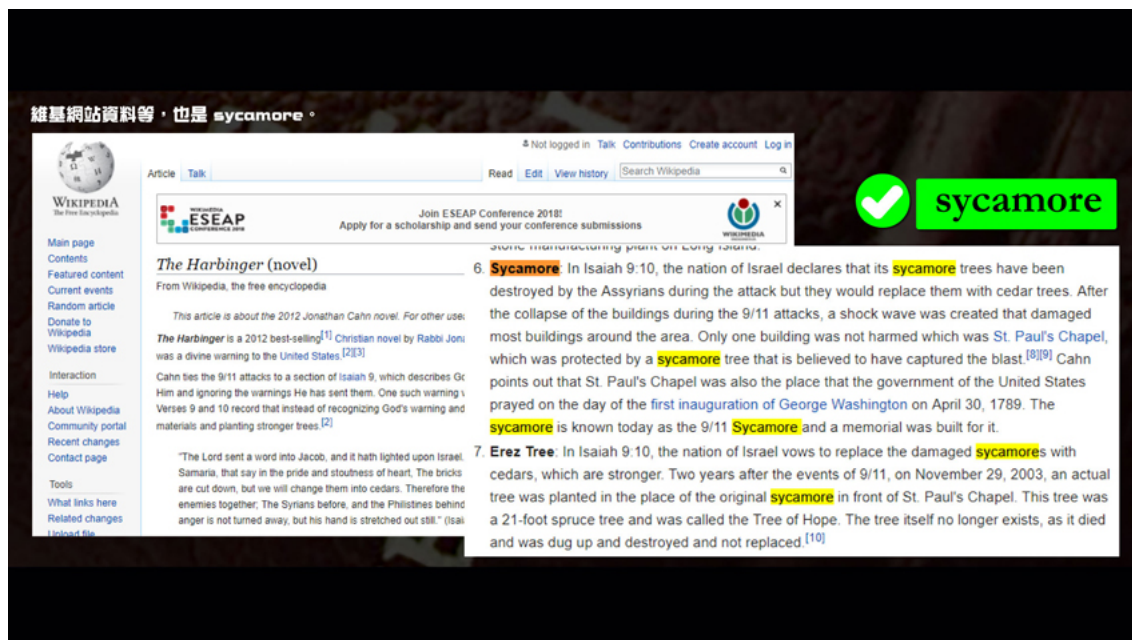 維基網站資料等，也是 sycamore。
Not logged in Talk Contributions Create account Log in
Article Talk
Read Edit View history Search Wikipedia
WIKIPEDIA
The Free Encyclopedia
WIKIMEDIA
ESEAP
CONFERENCE 2018
Join ESEAP Conference 2018!
Apply for a scholarship and send your conference submissions
WIKIMEDIA
sycamore
Main page
Contents
Featured content
Current events
Random article
Donate to
Wikipedia
Wikipedia store
Interaction
Help
About Wikipedia
Community portal
Recent changes
Contact page
Tools
What links here
Related changes
Upload file
The Harbinger (novel)
From Wikipedia, the free encyclopedia
This article is about the 2012 Jonathan Cahn novel. For other
The Harbinger is a 2012 best-selling[1] Christian novel by Rabbi
was a divine warning to the United States.[2][3]
Cahn ties the 9/11 attacks to a section of Isaiah 9, which describes
Him and ignoring the warnings He has sent them. One such warning
Verses 9 and 10 record that instead of recognizing God's warning and
materials and planting stronger trees.[2]
"The Lord sent a word into Jacob, and it hath lighted upon Israel.
Samaria, that say in the pride and stoutness of heart, The bricks
are cut down, but we will change them into cedars. Therefore the
enemies together; The Syrians before, and the Philistines behind
anger is not turned away, but his hand is stretched out still."
stone manufacturing plant on Long Island.
6. Sycamore: In Isaiah 9:10, the nation of Israel declares that its sycamore trees have been
destroyed by the Assyrians during the attack but they would replace them with cedar trees. After
the collapse of the buildings during the 9/11 attacks, a shock wave was created that damaged
most buildings around the area. Only one building was not harmed which was St. Paul's Chapel,
which was protected by a sycamore tree that is believed to have captured the blast.[8][9] Cahn
points out that St. Paul's Chapel was also the place that the government of the United States
prayed on the day of the first inauguration of George Washington on April 30, 1789. The
sycamore is known today as the 9/11 Sycamore and a memorial was built for it.
7. Erez Tree: In Isaiah 9:10, the nation of Israel vows to replace the damaged sycamores with
cedars, which are stronger. Two years after the events of 9/11, on November 29, 2003, an actual
tree was planted in the place of the original sycamore in front of St. Paul's Chapel. This tree was
a 21-foot spruce tree and was called the Tree of Hope. The tree itself no longer exists, as it died
and was dug up and destroyed and not replaced.[10]